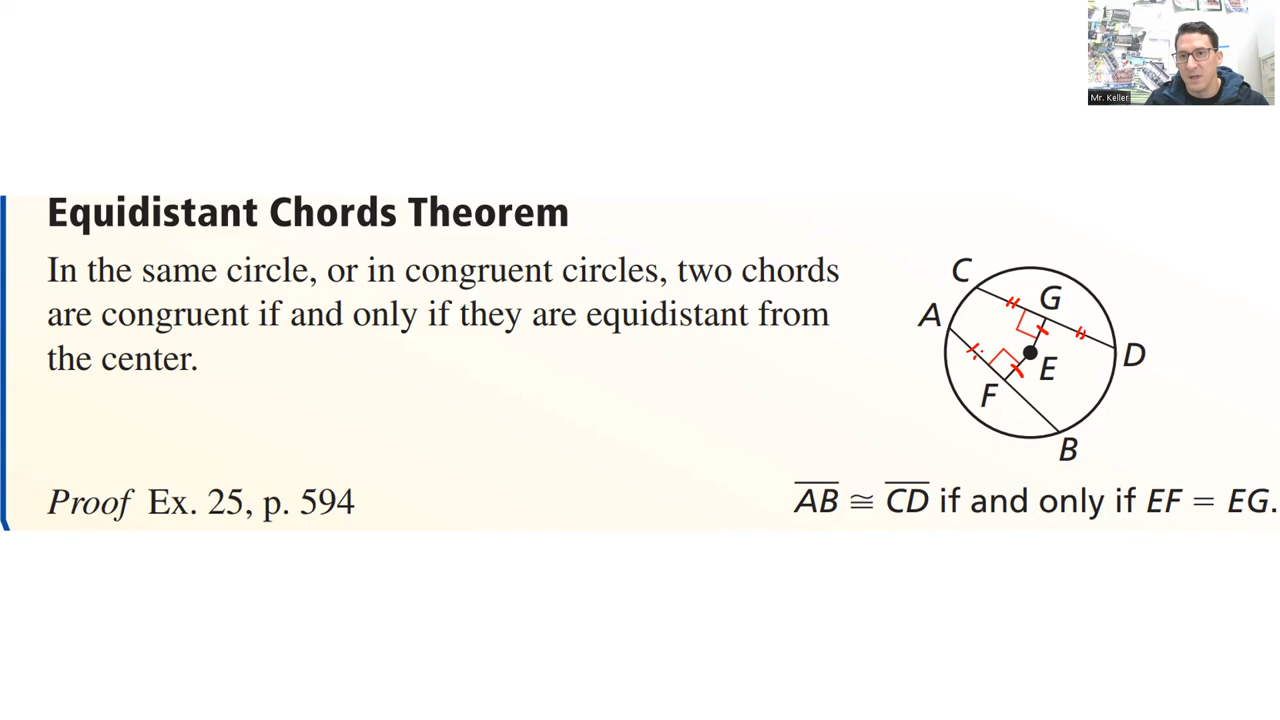 Mr. Keller
Equidistant Chords Theorem
In the same circle, or in congruent circles, two chords
are congruent if and only if they are equidistant from
the center.
C
G
A
D
E
F
B
Proof Ex. 25, p. 594
AB ≅ CD if and only if EF = EG.